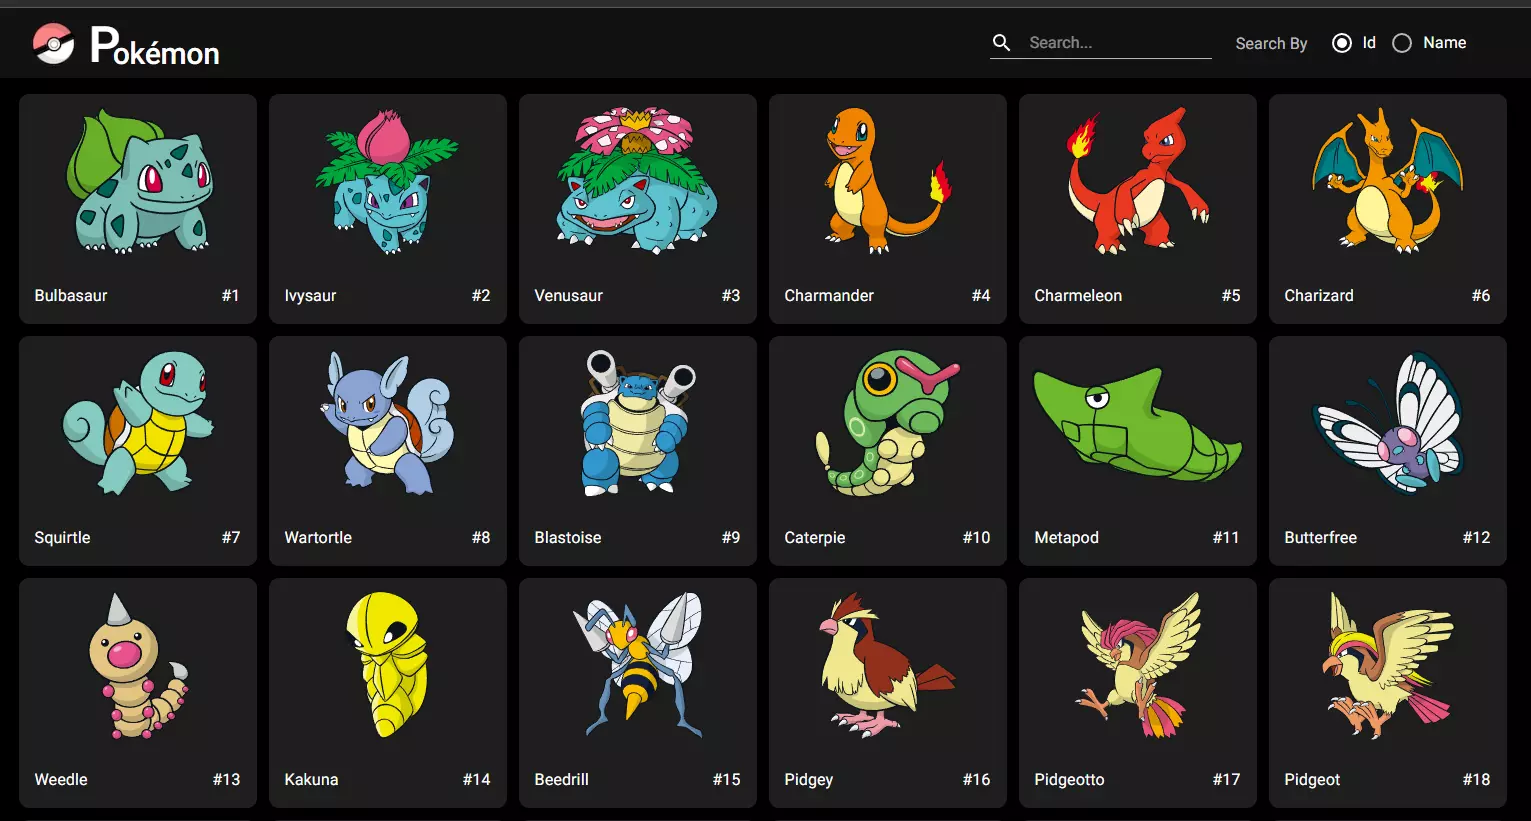 Pokémon
Search...
Search By
Id
Name
Bulbasaur #1
Ivysaur #2
Venusaur #3
Charmander #4
Charmeleon #5
Charizard #6
Squirtle #7
Wartortle #8
Blastoise #9
Caterpie #10
Metapod #11
Butterfree #12
Weedle #13
Kakuna #14
Beedrill #15
Pidgey #16
Pidgeotto #17
Pidgeot #18